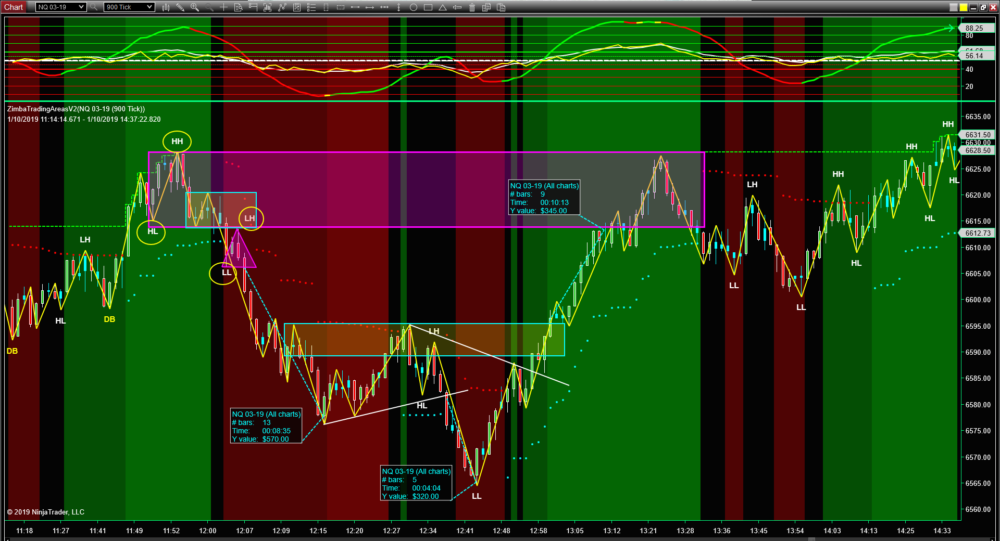 Chart NQ 03-19 900 Tick
88.25
80
56.14
40
20
ZimbaTradingAreasV2(NQ 03-19 (900 Tick))
1/10/2019 11:14:14.671 - 1/10/2019 14:37:22.820
6635.00
HH
6631.50
HH
6630.00
HH
6628.50
6625.00
HH
HL
NQ 03-19 (All charts)
# bars: 9
Time: 00:10:13
Y value: $345.00
LH
6620.00
LH
HL
6615.00
HL
6612.73
LH
6610.00
HL
LL
6605.00
LL
6600.00
LL
HL
DB
6595.00
LH
DB
6590.00
6585.00
HL
6580.00
NQ 03-19 (All charts)
# bars: 13
Time: 00:08:35
Y value: $570.00
6575.00
6570.00
NQ 03-19 (All charts)
# bars: 5
Time: 00:04:04
Y value: $320.00
6565.00
LL
6560.00
© 2019 NinjaTrader, LLC
11:18 11:27 11:41 11:49 11:52 12:00 12:07 12:09 12:15 12:20 12:27 12:34 12:41 12:48 12:58 13:05 13:12 13:21 13:28 13:36 13:45 13:54 14:03 14:13 14:25 14:33